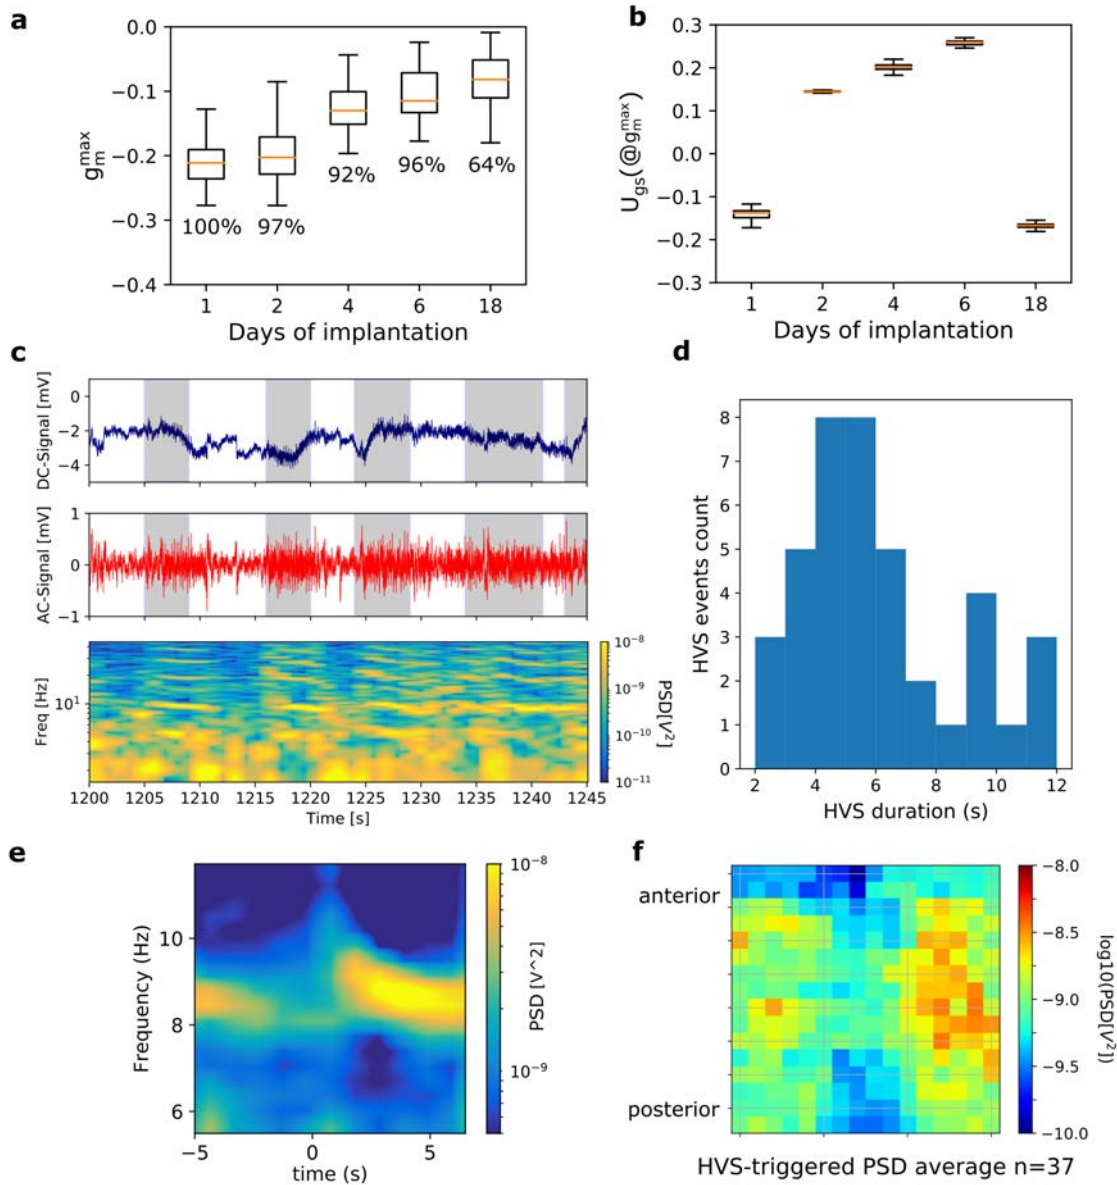 a
0.0
−0.1
−0.2
−0.3
−0.4
g_m^max
100%
97%
92%
96%
64%
1 2 4 6 18
Days of implantation
b
0.3
0.2
0.1
0.0
−0.1
−0.2
−0.3
U_gs(@g_m^max)
1 2 4 6 18
Days of implantation
c
0
−2
−4
DC-Signal [mV]
1
0
−1
AC-Signal [mV]
10^1
Freq [Hz]
1200 1205 1210 1215 1220 1225 1230 1235 1240 1245
Time [s]
10^-8
10^-9
10^-10
10^-11
PSD[V^2]
d
8
7
6
5
4
3
2
1
0
HVS events count
2 4 6 8 10 12
HVS duration (s)
e
10
8
6
Frequency (Hz)
−5 0 5
time (s)
10^-8
10^-9
PSD [V^2]
f
anterior
posterior
−8.0
−8.5
−9.0
−9.5
−10.0
log10(PSD[V^2])
HVS-triggered PSD average n=37